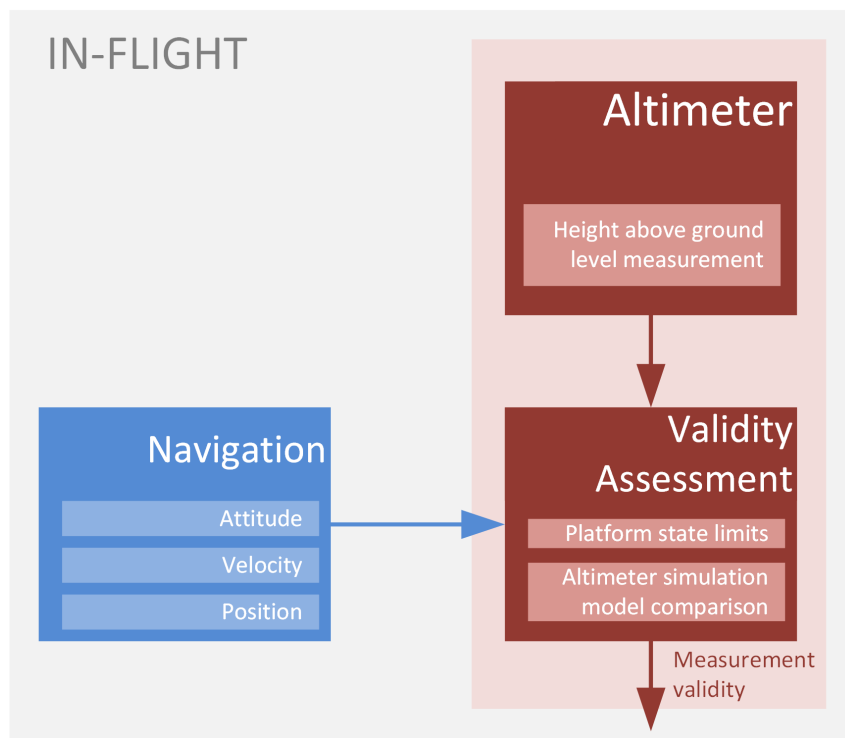 IN-FLIGHT
Altimeter
Height above ground
level measurement
Navigation
Attitude
Velocity
Position
Validity
Assessment
Platform state limits
Altimeter simulation
model comparison
Measurement
validity